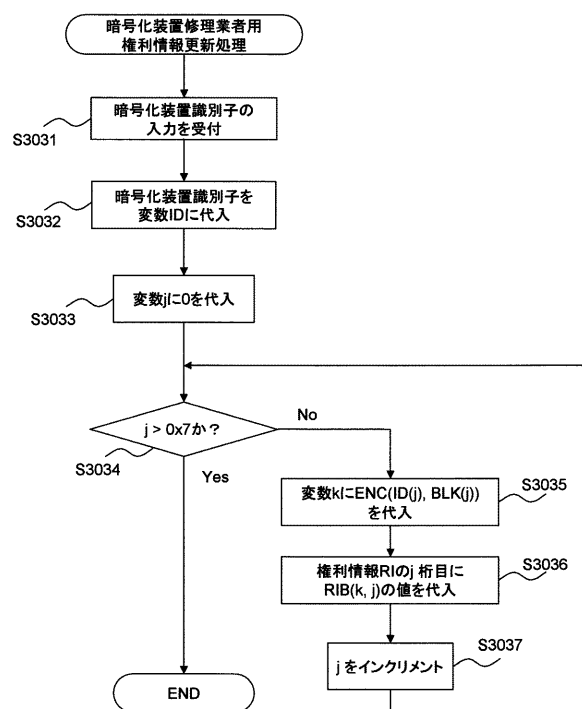 暗号化装置修理業者用
権利情報更新処理
暗号化装置識別子の
入力を受付
S3031
暗号化装置識別子を
変数IDに代入
S3032
変数jに0を代入
S3033
j > 0x7か？
No
S3034
Yes
変数kにENC(ID(j), BLK(j))
を代入
S3035
権利情報RIのj 桁目に
RIB(k, j)の値を代入
S3036
j をインクリメント
S3037
END